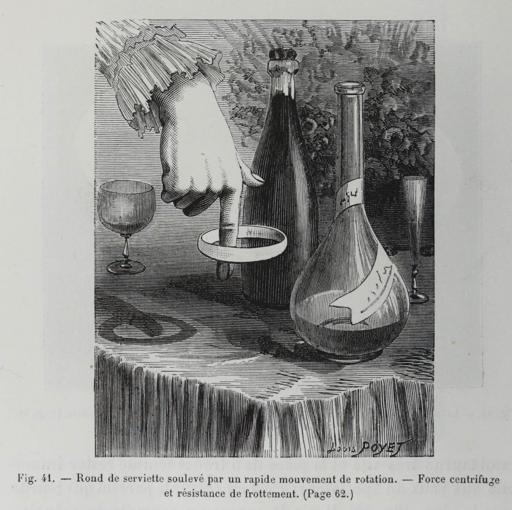 Louis POYET
Fig. 41. — Rond de serviette soulevé par un rapide mouvement de rotation. — Force centrifuge
et résistance de frottement. (Page 62.)